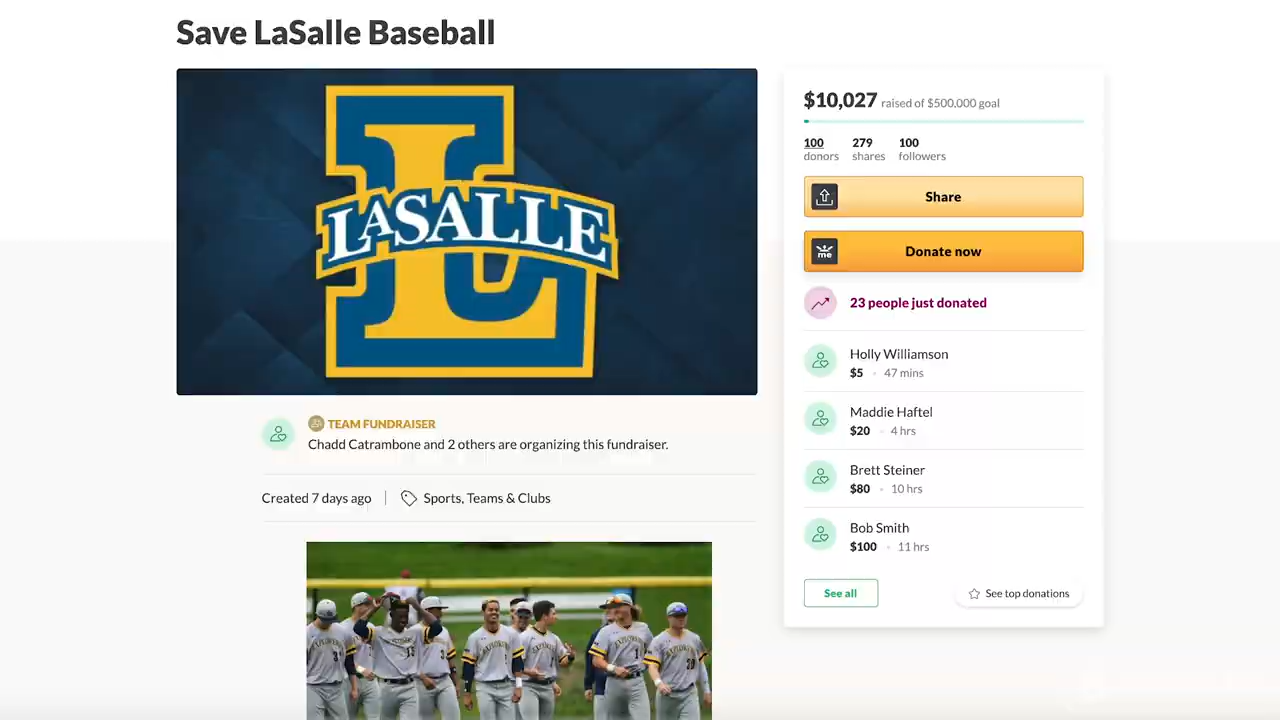 Save LaSalle Baseball
LASALLE
$10,027 raised of $500,000 goal
100 donors
279 shares
100 followers
Share
me
Donate now
23 people just donated
Holly Williamson
$5 • 47 mins
Maddie Haftel
$20 • 4 hrs
Brett Steiner
$80 • 10 hrs
Bob Smith
$100 • 11 hrs
See all
See top donations
TEAM FUNDRAISER
Chadd Catrambone and 2 others are organizing this fundraiser.
Created 7 days ago
Sports, Teams & Clubs